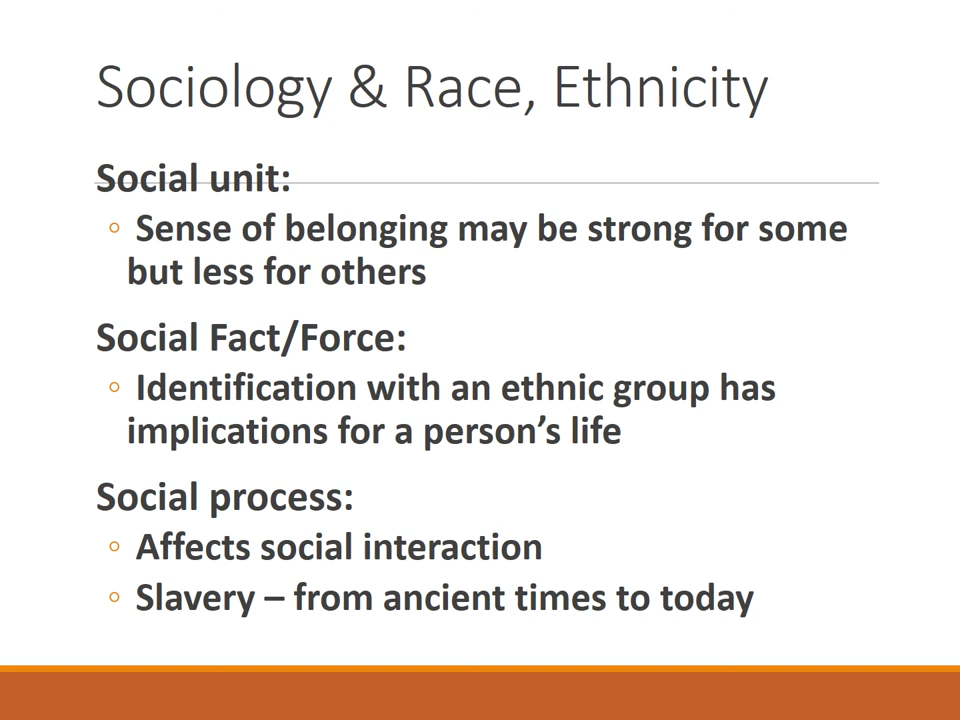 Sociology & Race, Ethnicity
Social unit:
◦ Sense of belonging may be strong for some
but less for others
Social Fact/Force:
◦ Identification with an ethnic group has
implications for a person’s life
Social process:
◦ Affects social interaction
◦ Slavery – from ancient times to today